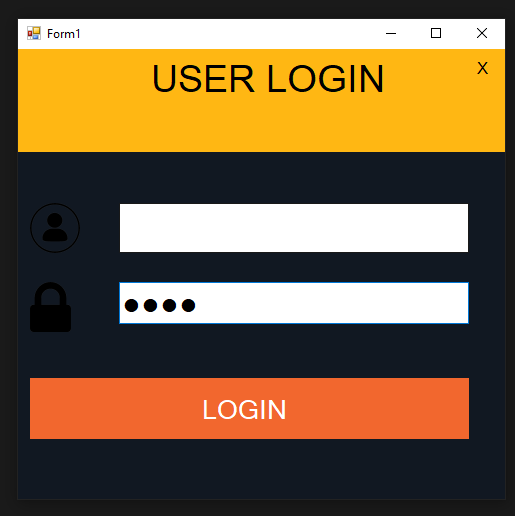 Form1
USER LOGIN
X
●●●●
LOGIN